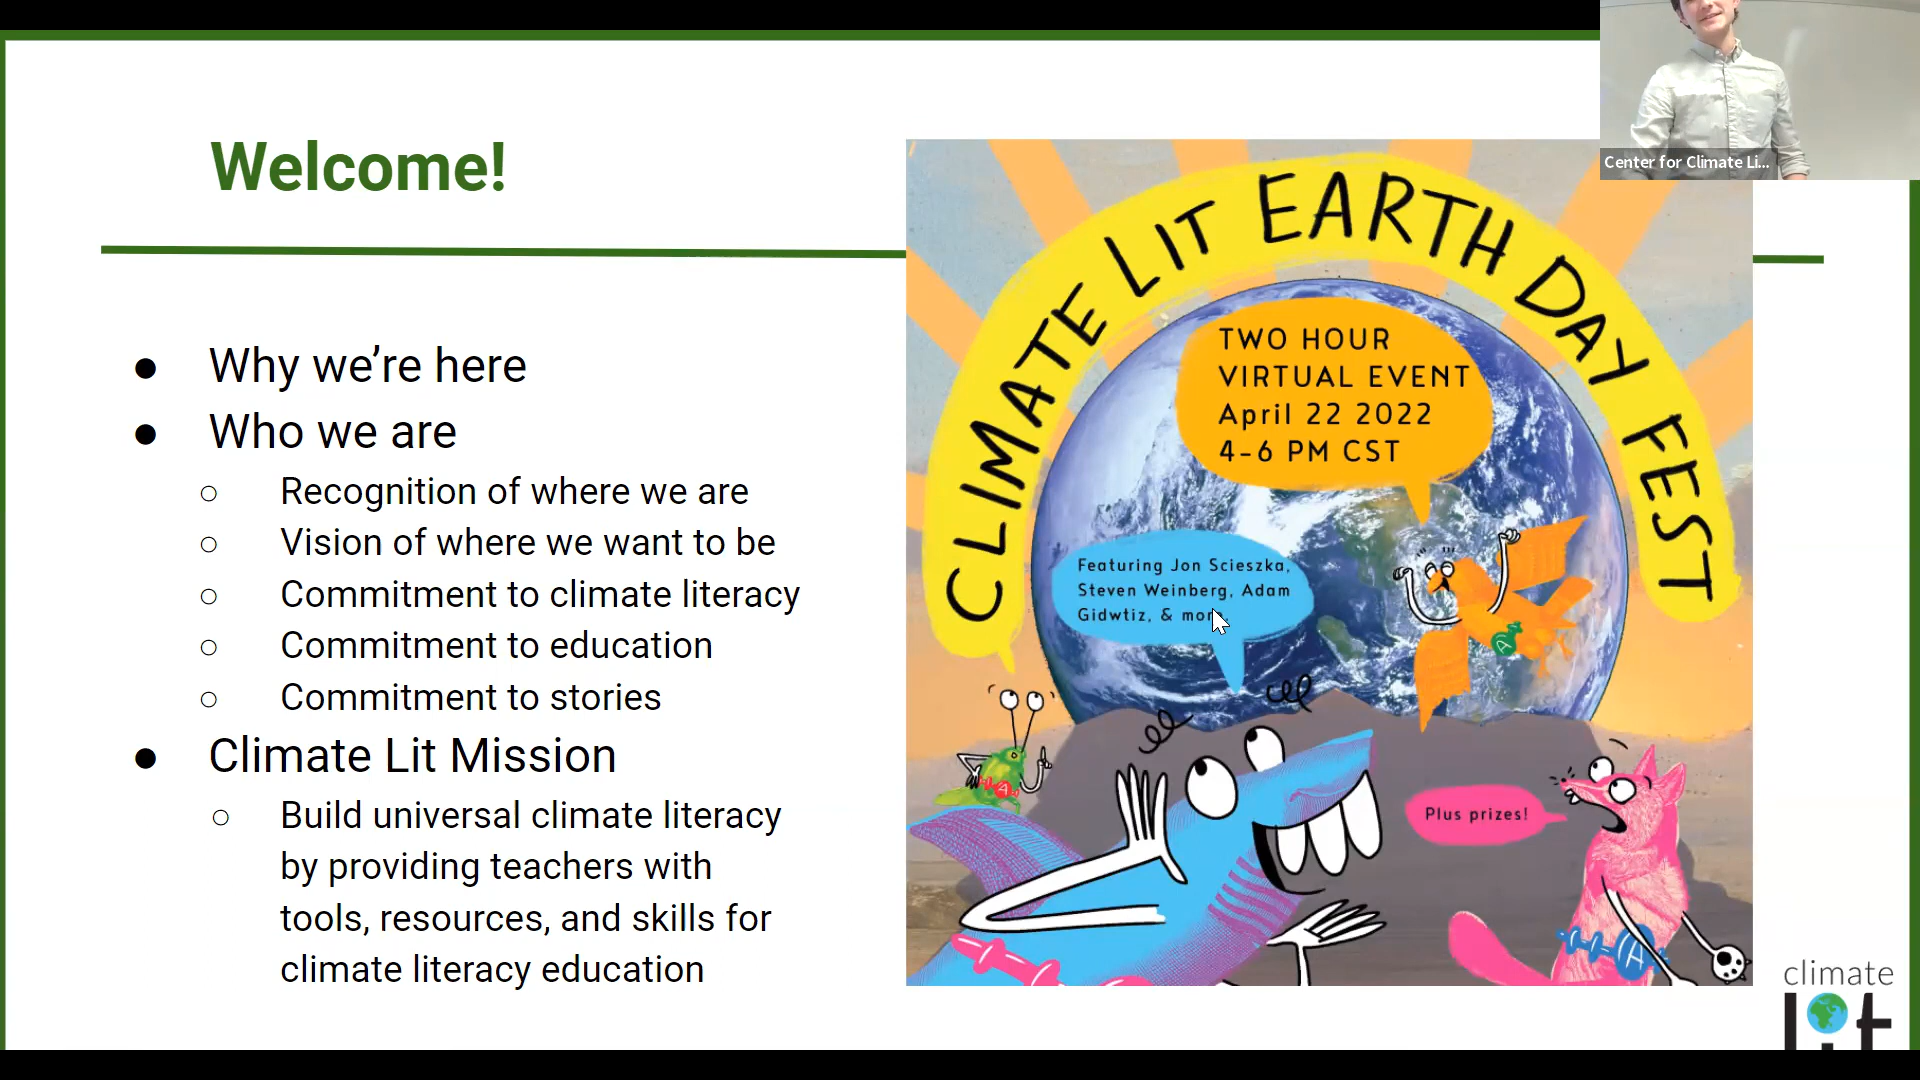 Welcome!
Why we’re here
Who we are
Recognition of where we are
Vision of where we want to be
Commitment to climate literacy
Commitment to education
Commitment to stories
Climate Lit Mission
Build universal climate literacy
by providing teachers with
tools, resources, and skills for
climate literacy education
CLIMATE LIT EARTH DAY FEST
TWO HOUR
VIRTUAL EVENT
April 22 2022
4-6 PM CST
Featuring Jon Scieszka,
Steven Weinberg, Adam
Gidwtiz, & more
A
A
Plus prizes!
A
Center for Climate Li...
climate
lit